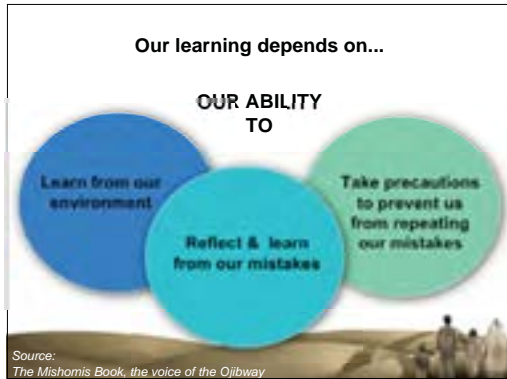 Our learning depends on...
OUR ABILITY
TO
Learn from our
environment
Reflect & learn
from our mistakes
Take precautions
to prevent us
from repeating
our mistakes
Source:
The Mishomis Book, the voice of the Ojibway